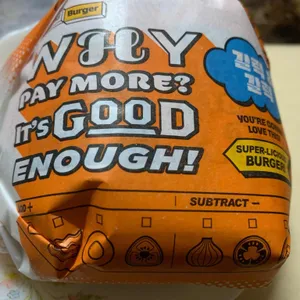 Burger
WHY
PAY MORE?
IT'S GOOD
ENOUGH!
YOU'RE GONNA
LOVE THIS
SUPER-LICIOUS
BURGER!
SUBTRACT −